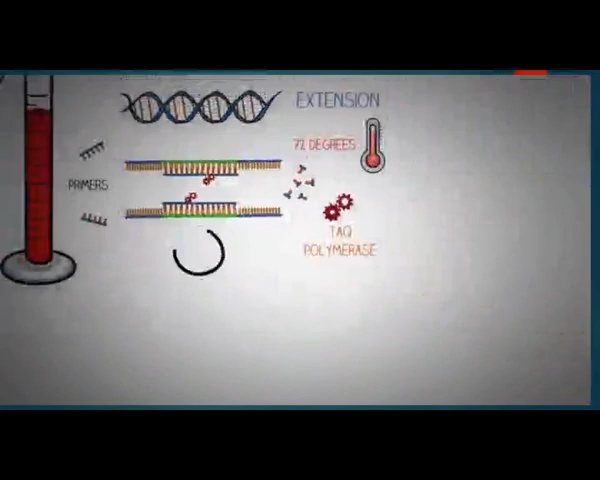 EXTENSION
72 DEGREES
PRIMERS
TAQ
POLYMERASE